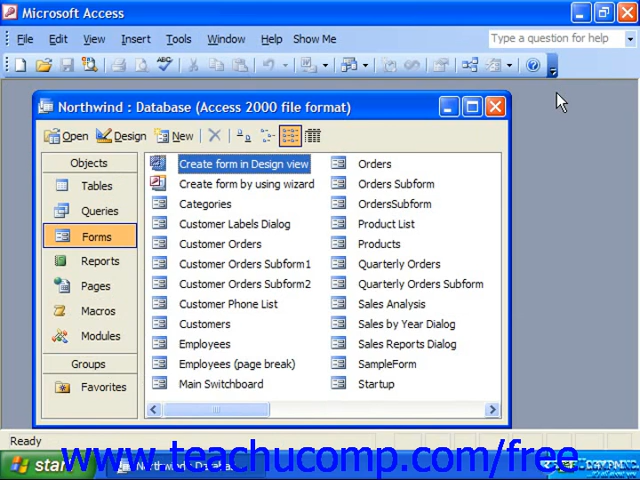 Microsoft Access
File Edit View Insert Tools Window Help Show Me
Type a question for help
Northwind : Database (Access 2000 file format)
Open Design New
Objects
Tables
Queries
Forms
Reports
Pages
Macros
Modules
Groups
Favorites
Create form in Design view
Create form by using wizard
Categories
Customer Labels Dialog
Customer Orders
Customer Orders Subform1
Customer Orders Subform2
Customer Phone List
Customers
Employees
Employees (page break)
Main Switchboard
Orders
Orders Subform
OrdersSubform
Product List
Products
Quarterly Orders
Quarterly Orders Subform
Sales Analysis
Sales by Year Dialog
Sales Reports Dialog
SampleForm
Startup
Ready
start
www.teachucomp.com/free